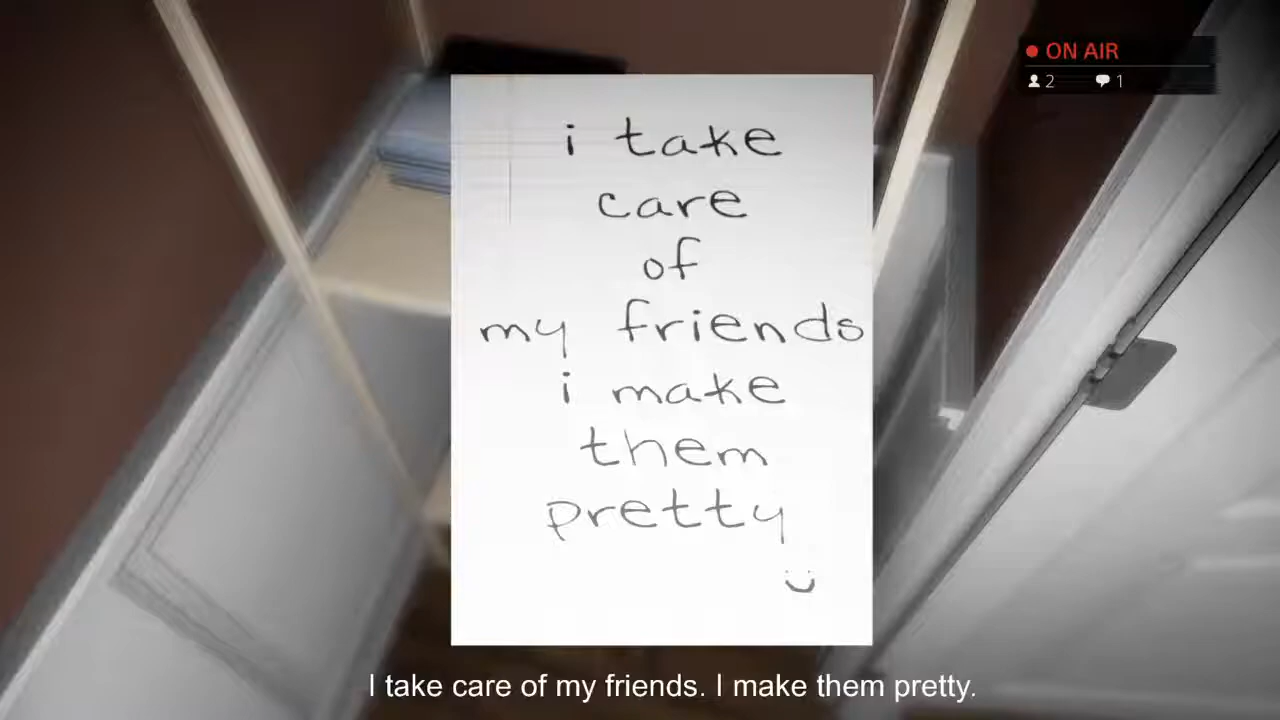 ON AIR
2 1
i take
care
of
my friends
i make
them
pretty
I take care of my friends. I make them pretty.